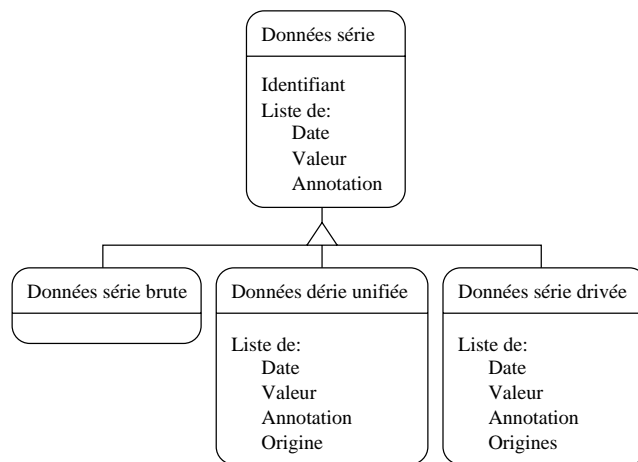 Données série
Identifiant
Liste de:
Date
Valeur
Annotation
Données série brute
Données dérie unifiée
Liste de:
Date
Valeur
Annotation
Origine
Données série drivée
Liste de:
Date
Valeur
Annotation
Origines